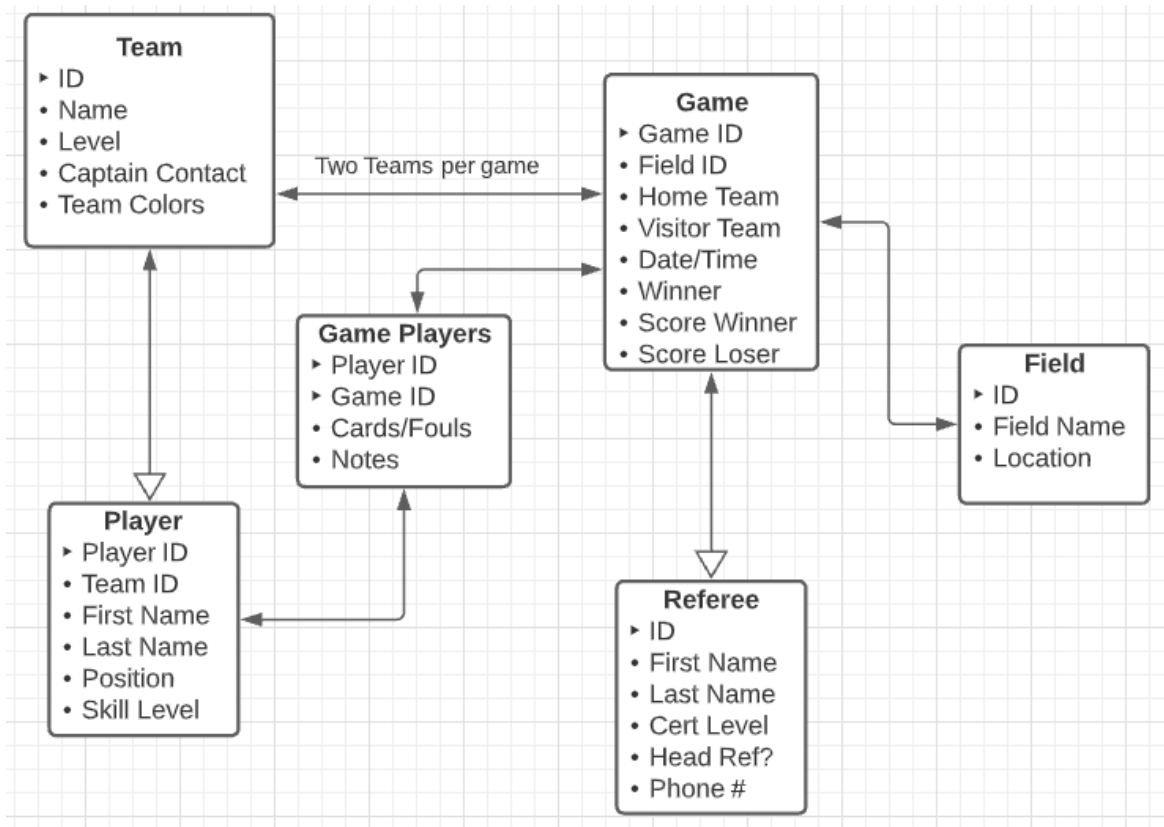 Team
‣ ID
• Name
• Level
• Captain Contact
• Team Colors
Two Teams per game
Game
‣ Game ID
• Field ID
• Home Team
• Visitor Team
• Date/Time
• Winner
• Score Winner
• Score Loser
Game Players
‣ Player ID
‣ Game ID
• Cards/Fouls
• Notes
Field
‣ ID
• Field Name
• Location
Player
‣ Player ID
• Team ID
• First Name
• Last Name
• Position
• Skill Level
Referee
‣ ID
• First Name
• Last Name
• Cert Level
• Head Ref?
• Phone #